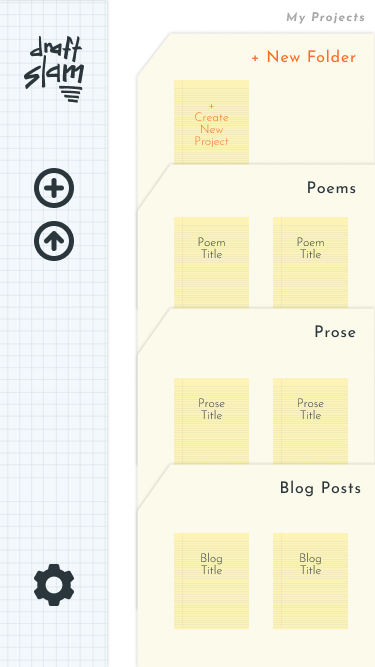 My Projects
draft
slam
+ New Folder
+
Create
New
Project
Poems
Poem
Title
Poem
Title
Prose
Prose
Title
Prose
Title
Blog Posts
Blog
Title
Blog
Title